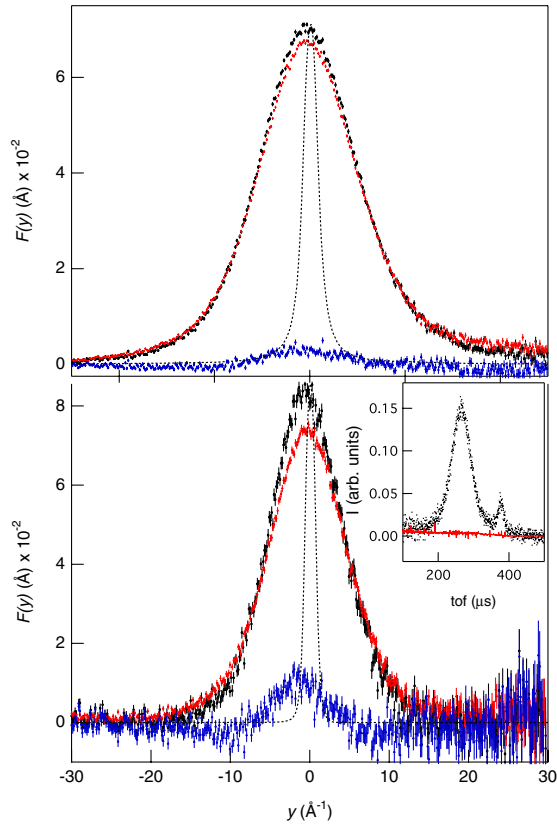 F(y) (Å) x 10⁻²
6
4
2
0
F(y) (Å) x 10⁻²
8
6
4
2
0
I (arb. units)
0.15
0.10
0.05
0.00
200 400
tof (μs)
-30 -20 -10 0 10 20 30
y (Å⁻¹)